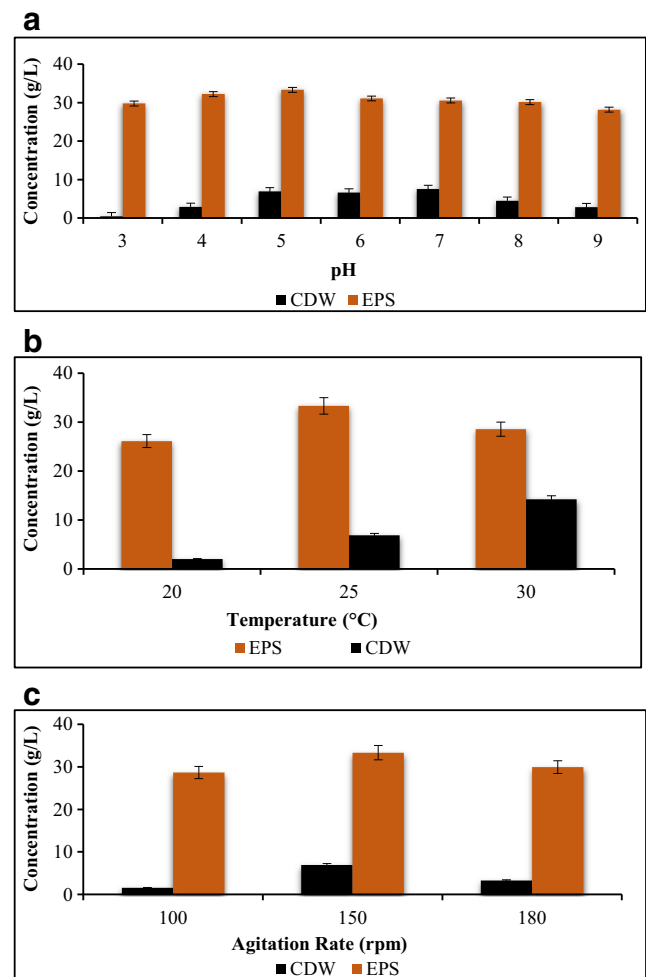 a
Concentration (g/L)
40
30
20
10
0
3 4 5 6 7 8 9
pH
CDW EPS
b
Concentration (g/L)
40
30
20
10
0
20 25 30
Temperature (°C)
EPS CDW
c
Concentration (g/L)
40
30
20
10
0
100 150 180
Agitation Rate (rpm)
CDW EPS